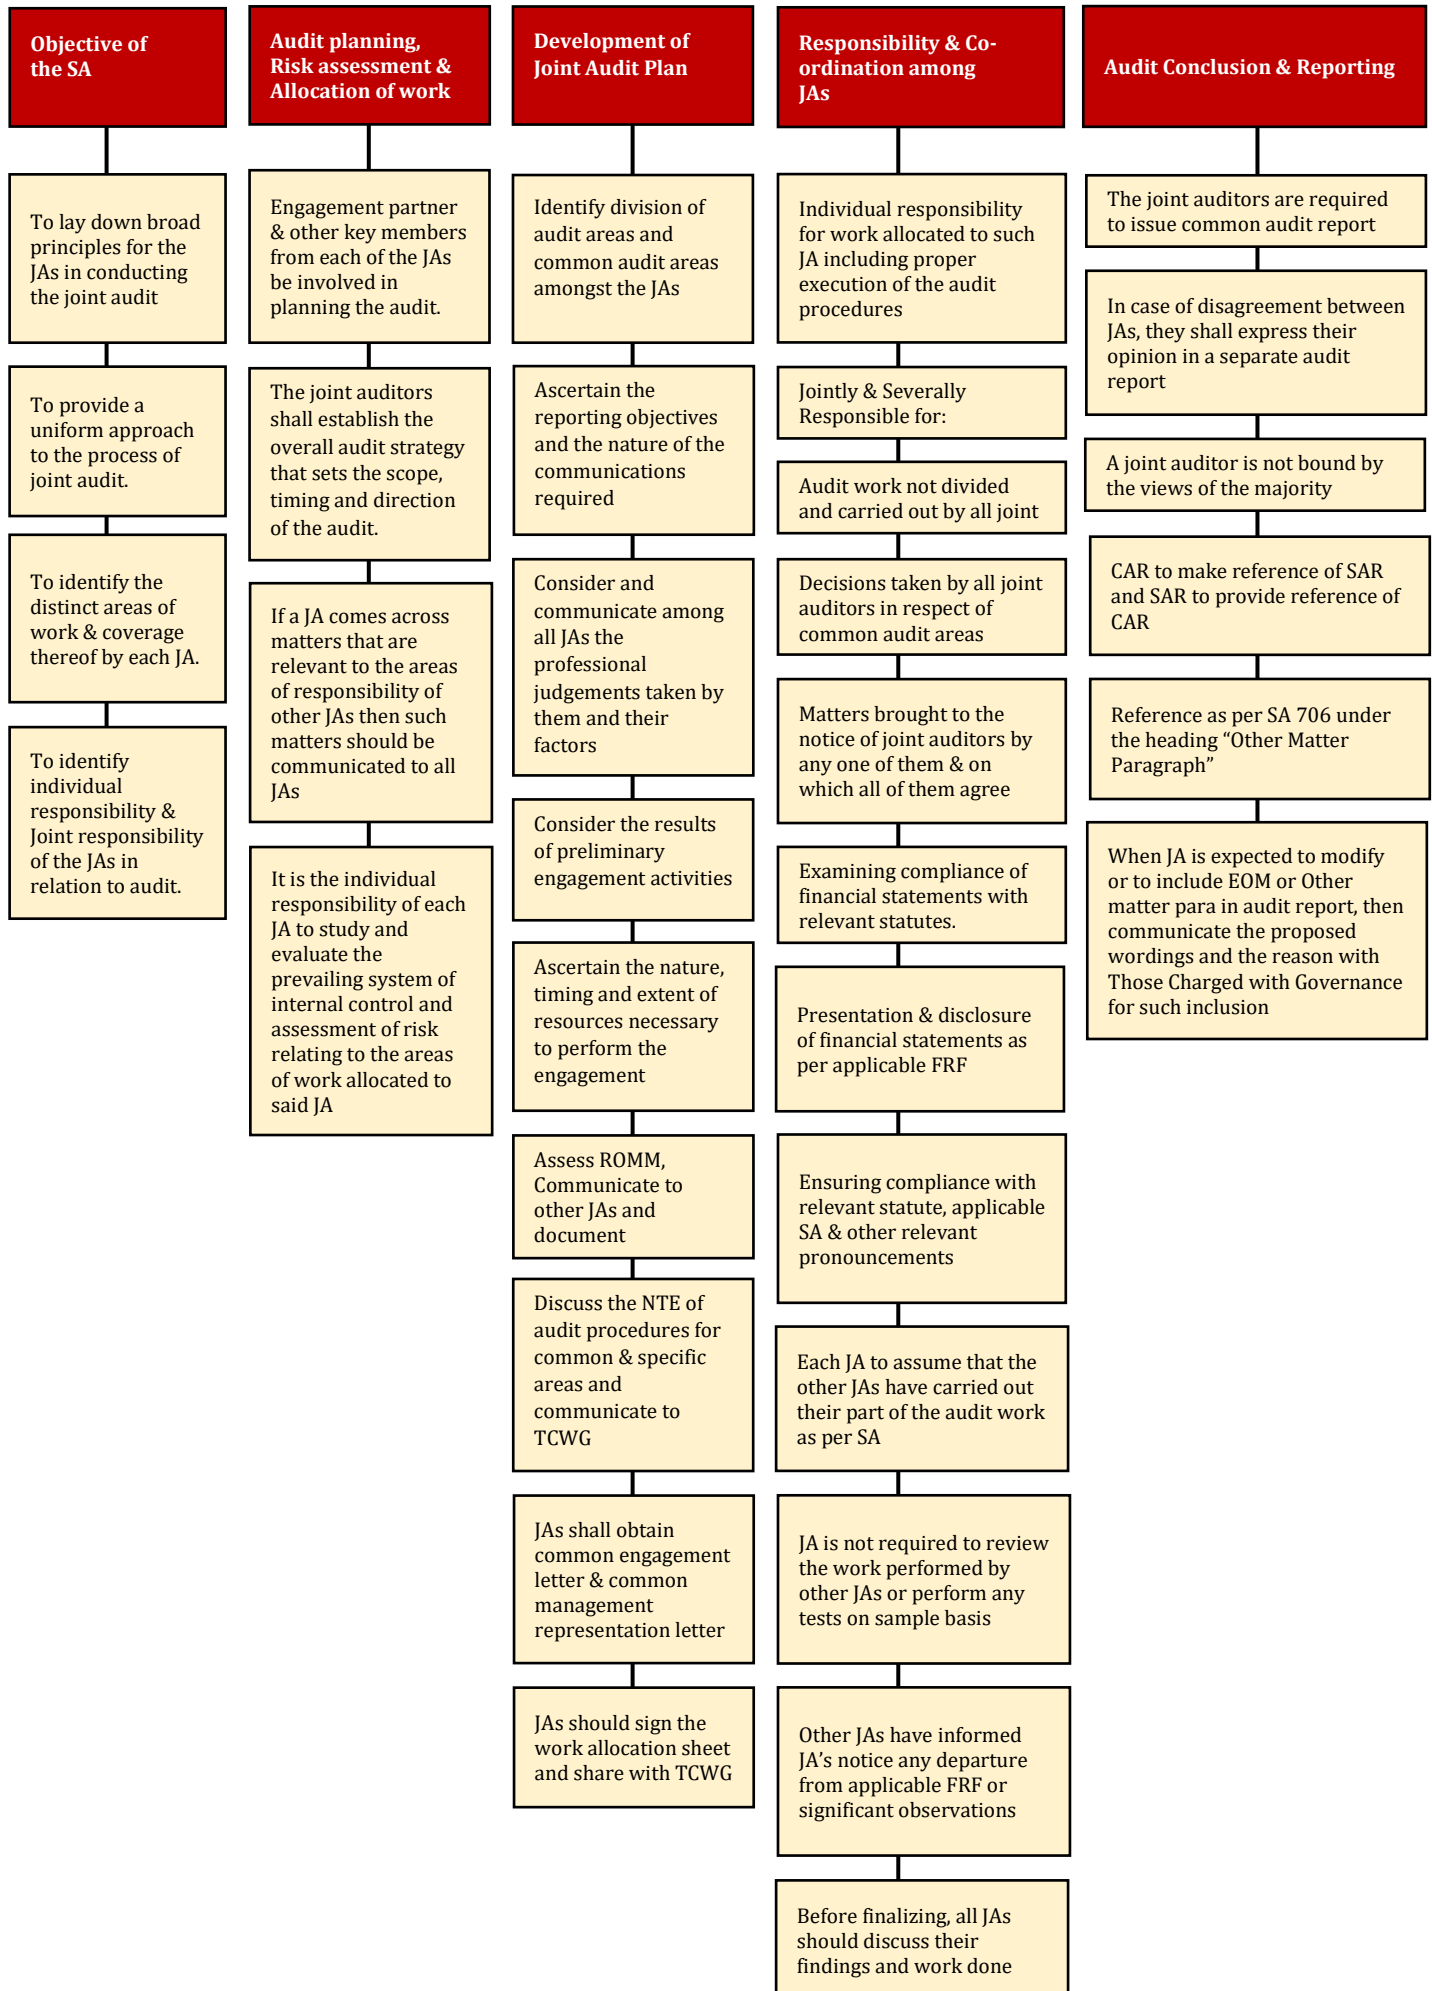 Objective of
the SA
To lay down broad
principles for the
JAs in conducting
the joint audit
To provide a
uniform approach
to the process of
joint audit.
To identify the
distinct areas of
work & coverage
thereof by each JA.
To identify
individual
responsibility &
Joint responsibility
of the JAs in
relation to audit.
Audit planning,
Risk assessment &
Allocation of work
Engagement partner
& other key members
from each of the JAs
be involved in
planning the audit.
The joint auditors
shall establish the
overall audit strategy
that sets the scope,
timing and direction
of the audit.
If a JA comes across
matters that are
relevant to the areas
of responsibility of
other JAs then such
matters should be
communicated to all
JAs
It is the individual
responsibility of each
JA to study and
evaluate the
prevailing system of
internal control and
assessment of risk
relating to the areas
of work allocated to
said JA
Development of
Joint Audit Plan
Identify division of
audit areas and
common audit areas
amongst the JAs
Ascertain the
reporting objectives
and the nature of the
communications
required
Consider and
communicate among
all JAs the
professional
judgements taken by
them and their
factors
Consider the results
of preliminary
engagement activities
Ascertain the nature,
timing and extent of
resources necessary
to perform the
engagement
Assess ROMM,
Communicate to
other JAs and
document
Discuss the NTE of
audit procedures for
common & specific
areas and
communicate to
TCWG
JAs shall obtain
common engagement
letter & common
management
representation letter
JAs should sign the
work allocation sheet
and share with TCWG
Responsibility & Co-
ordination among
JAs
Individual responsibility
for work allocated to such
JA including proper
execution of the audit
procedures
Jointly & Severally
Responsible for:
Audit work not divided
and carried out by all joint
Decisions taken by all joint
auditors in respect of
common audit areas
Matters brought to the
notice of joint auditors by
any one of them & on
which all of them agree
Examining compliance of
financial statements with
relevant statutes.
Presentation & disclosure
of financial statements as
per applicable FRF
Ensuring compliance with
relevant statute, applicable
SA & other relevant
pronouncements
Each JA to assume that the
other JAs have carried out
their part of the audit work
as per SA
JA is not required to review
the work performed by
other JAs or perform any
tests on sample basis
Other JAs have informed
JA’s notice any departure
from applicable FRF or
significant observations
Before finalizing, all JAs
should discuss their
findings and work done
Audit Conclusion & Reporting
The joint auditors are required
to issue common audit report
In case of disagreement between
JAs, they shall express their
opinion in a separate audit
report
A joint auditor is not bound by
the views of the majority
CAR to make reference of SAR
and SAR to provide reference of
CAR
Reference as per SA 706 under
the heading “Other Matter
Paragraph”
When JA is expected to modify
or to include EOM or Other
matter para in audit report, then
communicate the proposed
wordings and the reason with
Those Charged with Governance
for such inclusion